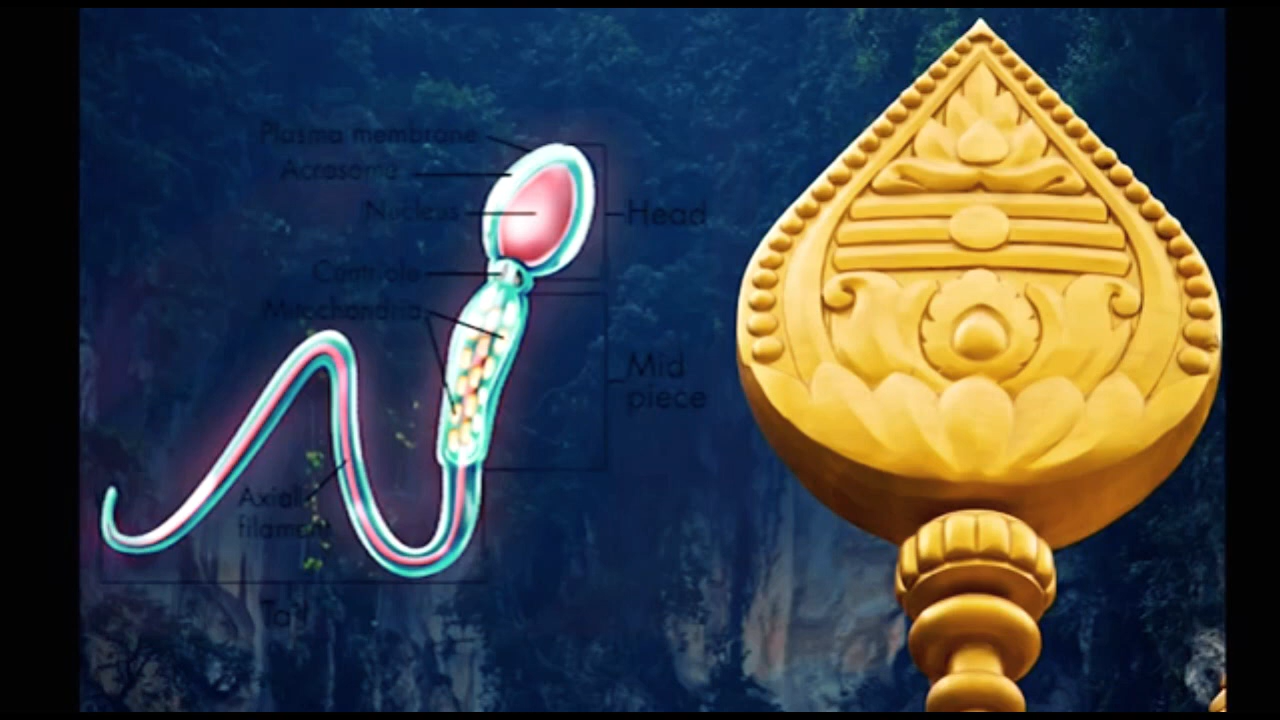 Plasma membrane
Acrosome
Nucleus
Head
Centriole
Mitochondria
Mid
piece
Axial
filament
Tail